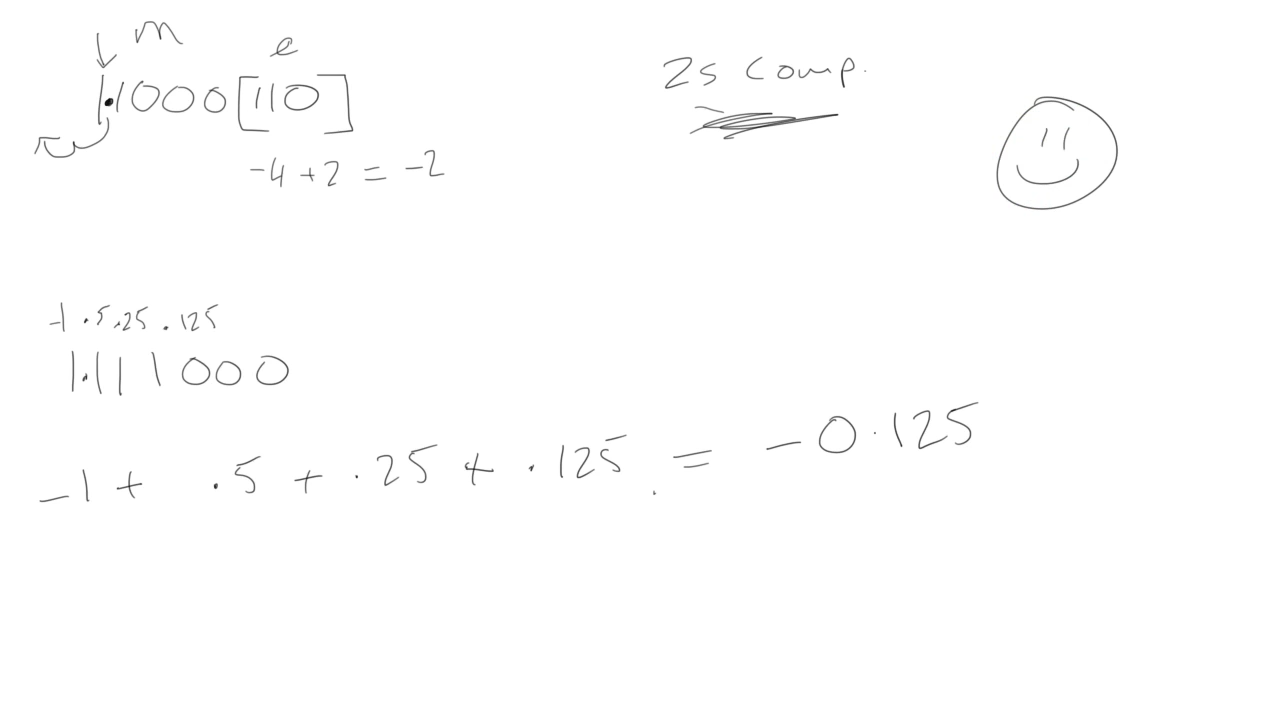 m e
1.1000[110]
2s Comp.
-4 + 2 = -2
-1 .5 .25 .125
1.111000
-1 + .5 + .25 + .125 = -0.125